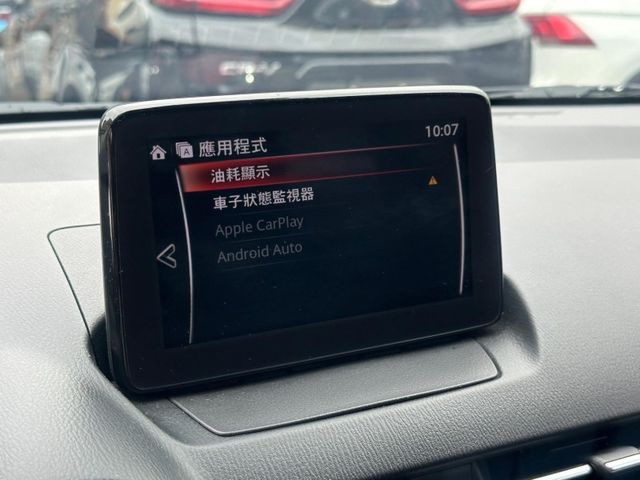 應用程式
10:07
油耗顯示
車子狀態監視器
Apple CarPlay
Android Auto